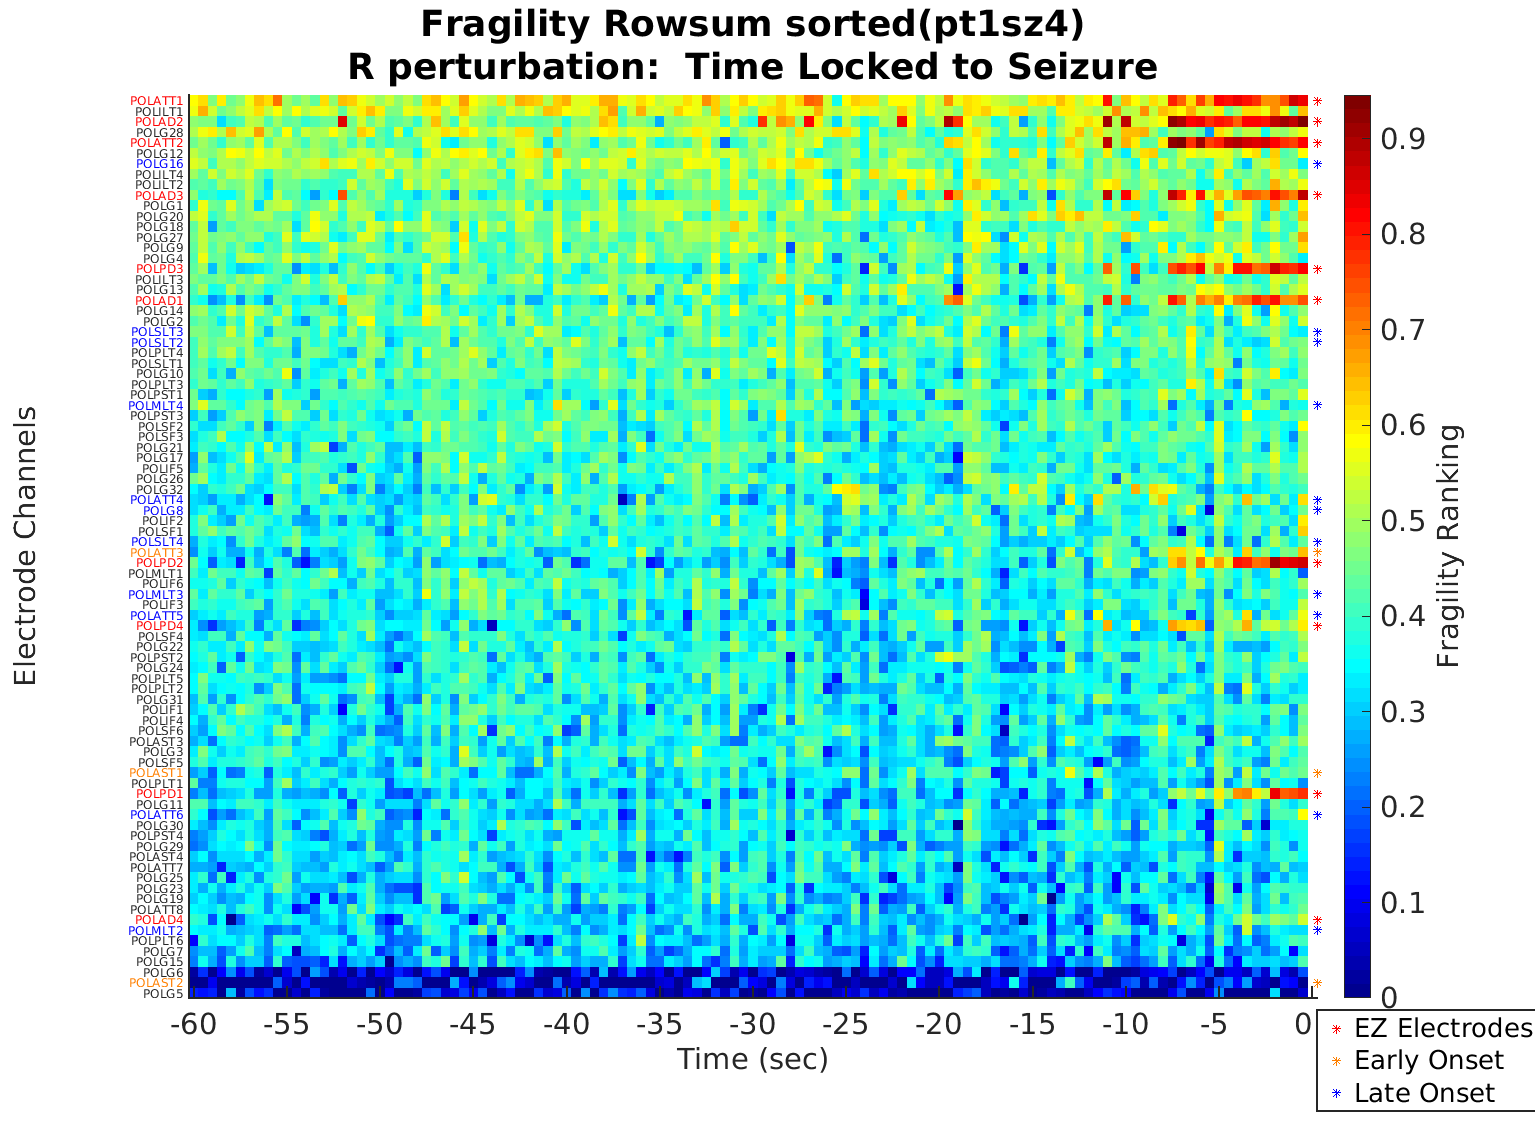 Fragility Rowsum sorted(pt1sz4)
R perturbation:  Time Locked to Seizure
Electrode Channels
POLATT1
POLILT1
POLAD2
POLG28
POLATT2
POLG12
POLG16
POLILT4
POLILT2
POLAD3
POLG1
POLG20
POLG18
POLG27
POLG9
POLG4
POLPD3
POLILT3
POLG13
POLAD1
POLG14
POLG2
POLSLT3
POLSLT2
POLPLT4
POLSLT1
POLG10
POLPLT3
POLPST1
POLMLT4
POLPST3
POLSF2
POLSF3
POLG21
POLG17
POLIF5
POLG26
POLG32
POLATT4
POLG8
POLIF2
POLSF1
POLSLT4
POLATT3
POLPD2
POLMLT1
POLIF6
POLMLT3
POLIF3
POLATT5
POLPD4
POLSF4
POLG22
POLPST2
POLG24
POLPLT5
POLPLT2
POLG31
POLIF1
POLIF4
POLSF6
POLAST3
POLG3
POLSF5
POLAST1
POLPLT1
POLPD1
POLG11
POLATT6
POLG30
POLPST4
POLG29
POLAST4
POLATT7
POLG25
POLG23
POLG19
POLATT8
POLAD4
POLMLT2
POLPLT6
POLG7
POLG15
POLG6
POLAST2
POLG5
-60 -55 -50 -45 -40 -35 -30 -25 -20 -15 -10 -5 0
Time (sec)
0.9
0.8
0.7
0.6
0.5
0.4
0.3
0.2
0.1
0
Fragility Ranking
EZ Electrodes
Early Onset
Late Onset